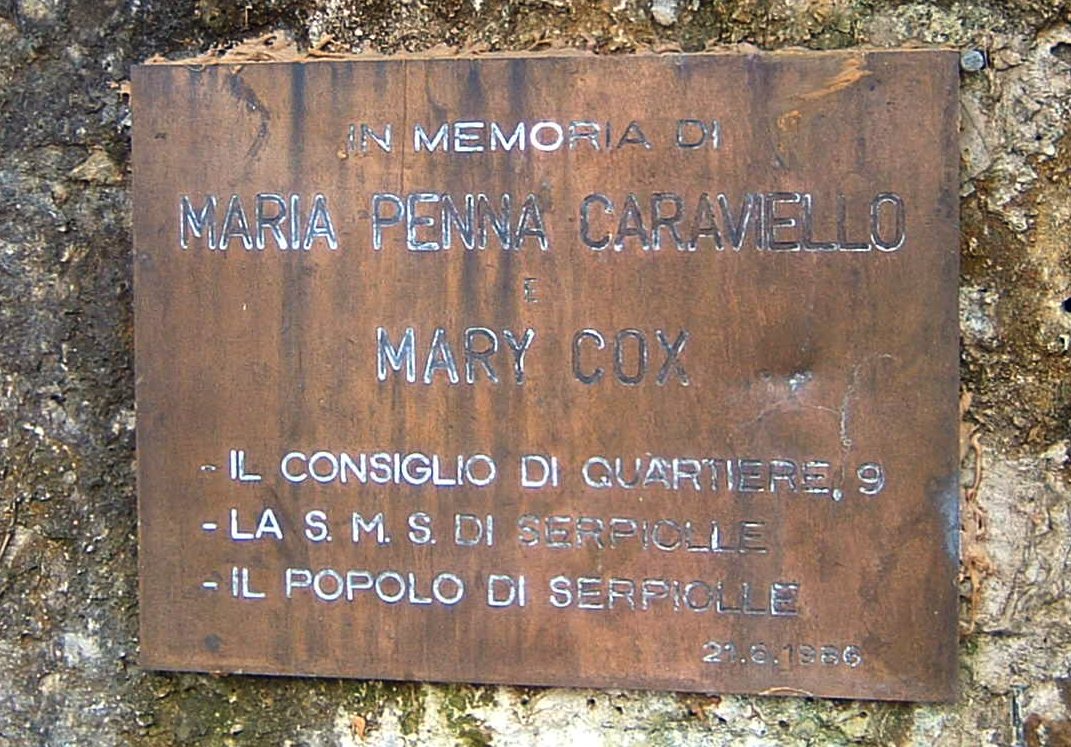 IN MEMORIA DI
MARIA PENNA CARAVIELLO
E
MARY COX
- IL CONSIGLIO DI QUARTIERE, 9
- LA S. M. S. DI SERPIOLLE
- IL POPOLO DI SERPIOLLE
21.6.1986